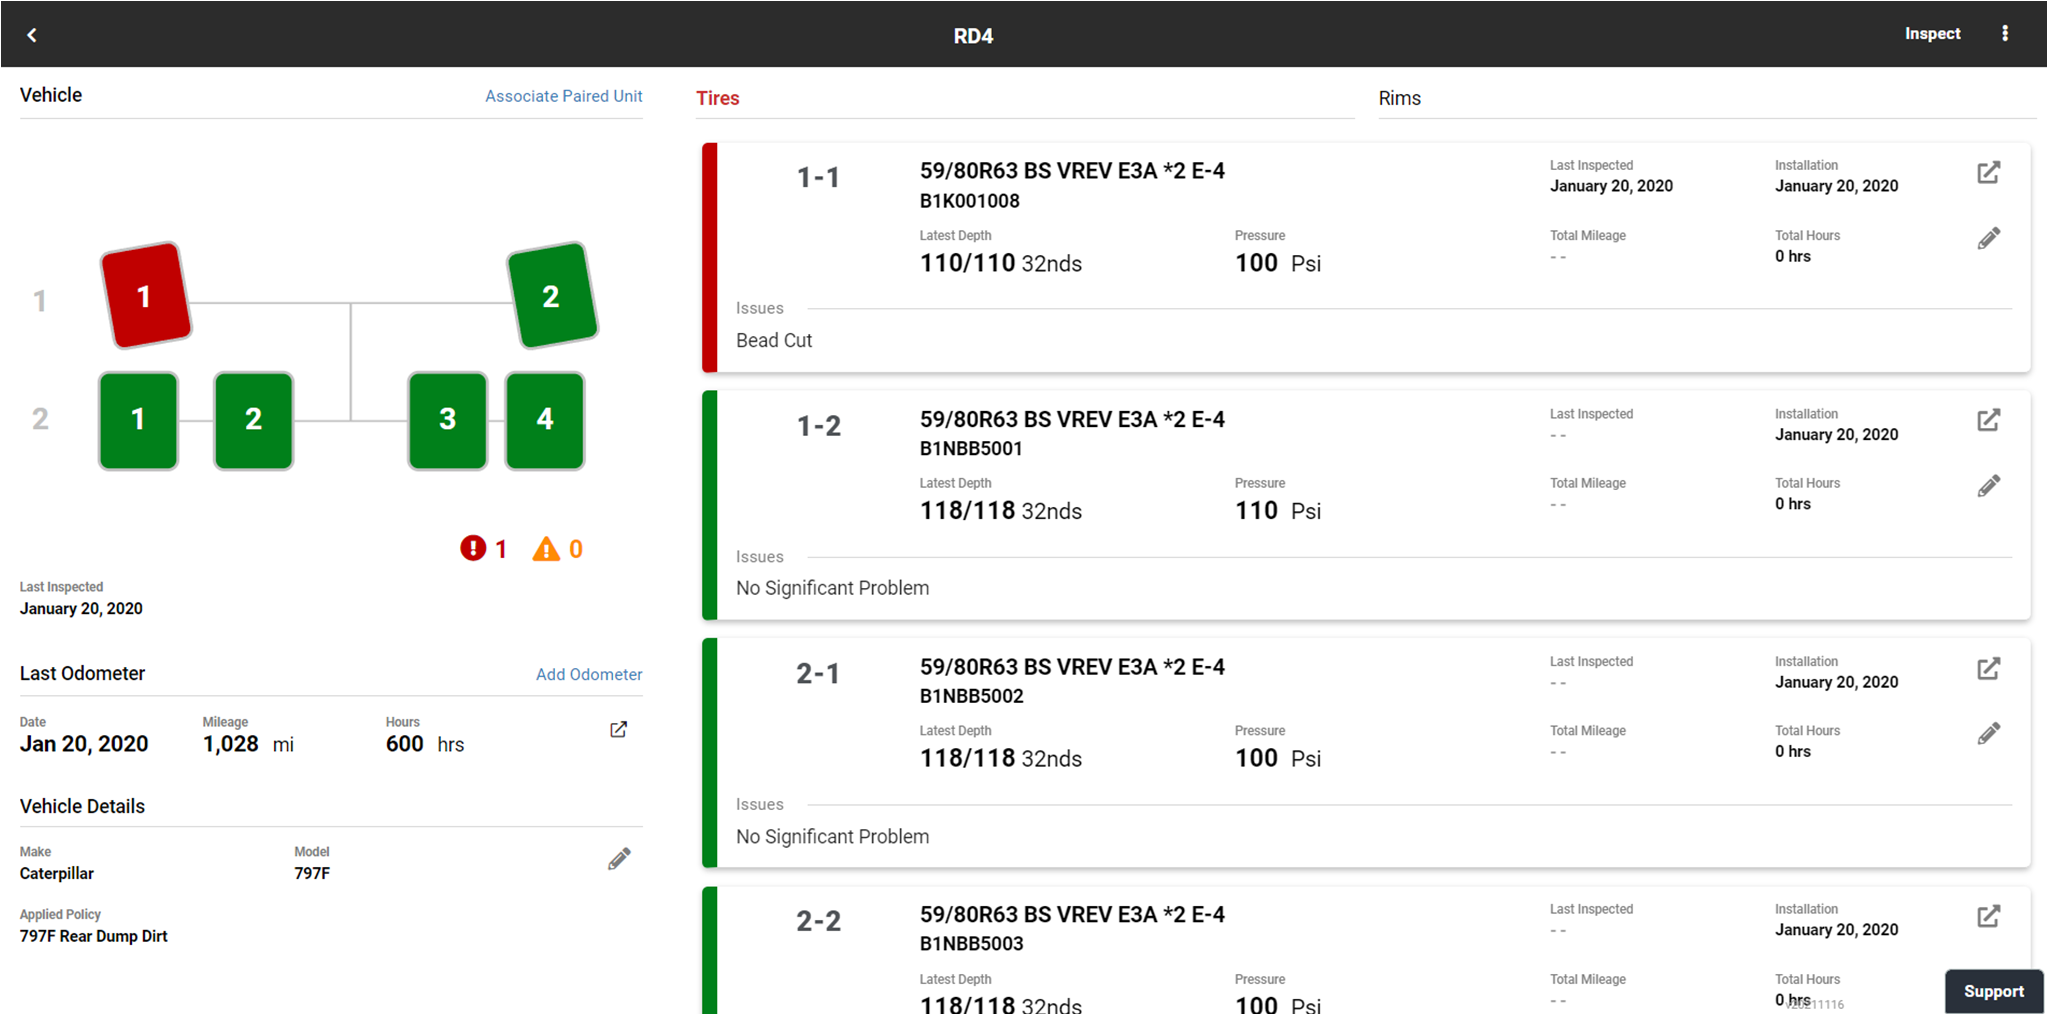 RD4
Inspect
Vehicle
Associate Paired Unit
1
1
2
2
1
2
3
4
1
0
Last Inspected
January 20, 2020
Last Odometer
Add Odometer
Date
Mileage
Hours
Jan 20, 2020
1,028 mi
600 hrs
Vehicle Details
Make
Model
Caterpillar
797F
Applied Policy
797F Rear Dump Dirt
Tires
Rims
1-1
59/80R63 BS VREV E3A *2 E-4
B1K001008
Last Inspected
January 20, 2020
Installation
January 20, 2020
Latest Depth
110/110 32nds
Pressure
100 Psi
Total Mileage
--
Total Hours
0 hrs
Issues
Bead Cut
1-2
59/80R63 BS VREV E3A *2 E-4
B1NBB5001
Last Inspected
--
Installation
January 20, 2020
Latest Depth
118/118 32nds
Pressure
110 Psi
Total Mileage
--
Total Hours
0 hrs
Issues
No Significant Problem
2-1
59/80R63 BS VREV E3A *2 E-4
B1NBB5002
Last Inspected
--
Installation
January 20, 2020
Latest Depth
118/118 32nds
Pressure
100 Psi
Total Mileage
--
Total Hours
0 hrs
Issues
No Significant Problem
2-2
59/80R63 BS VREV E3A *2 E-4
B1NBB5003
Last Inspected
--
Installation
January 20, 2020
Latest Depth
118/118 32nds
Pressure
100 Psi
Total Mileage
--
Total Hours
0 hrs
Support